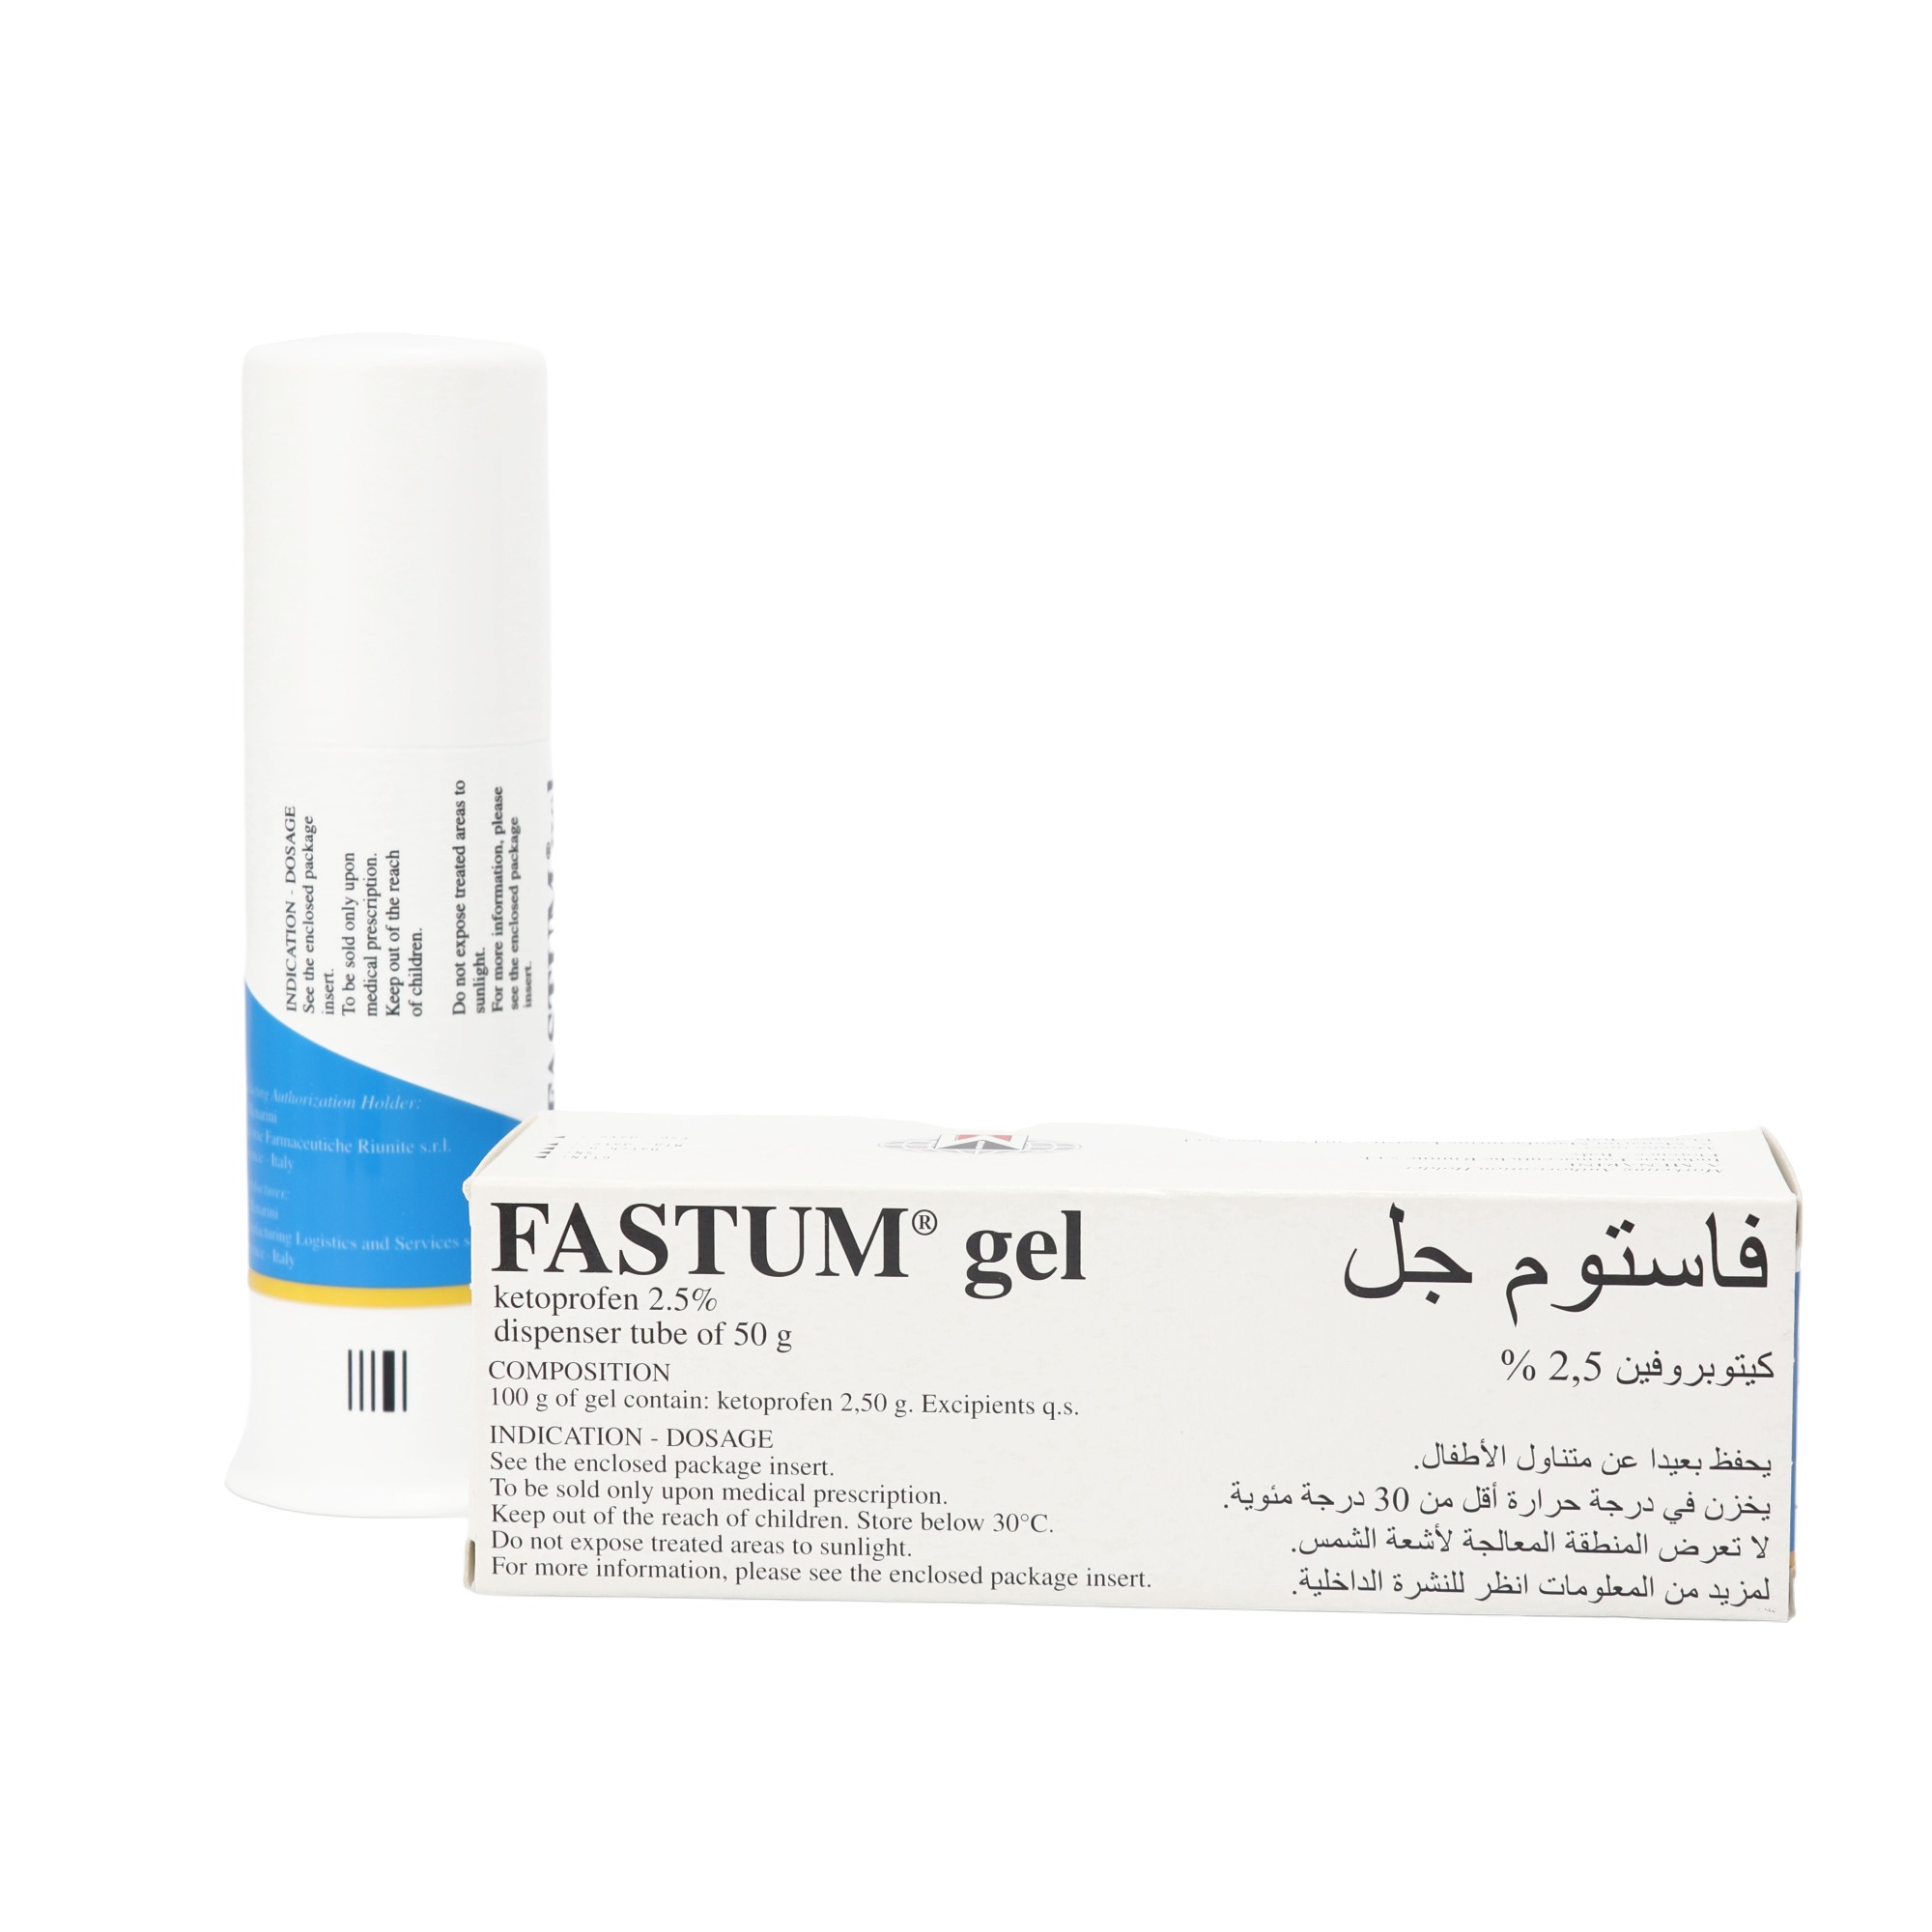 INDICATION - DOSAGE
See the enclosed package
insert.
To be sold only upon
medical prescription.
Keep out of the reach
of children.
Do not expose treated areas to
sunlight.
For more information, please
see the enclosed package
insert.
Authorization Holder:
Farmaceutiche Riunite s.r.l.
Italy
Logistics and Services
Italy
FASTUM® gel
ketoprofen 2.5%
dispenser tube of 50 g
COMPOSITION
100 g of gel contain: ketoprofen 2,50 g. Excipients q.s.
INDICATION - DOSAGE
See the enclosed package insert.
To be sold only upon medical prescription.
Keep out of the reach of children. Store below 30°C.
Do not expose treated areas to sunlight.
For more information, please see the enclosed package insert.
فاستوم جل
كيتوبروفين 2,5 %
يحفظ بعيدا عن متناول الأطفال.
يخزن في درجة حرارة أقل من 30 درجة مئوية.
لا تعرض المنطقة المعالجة لأشعة الشمس.
لمزيد من المعلومات انظر للنشرة الداخلية.